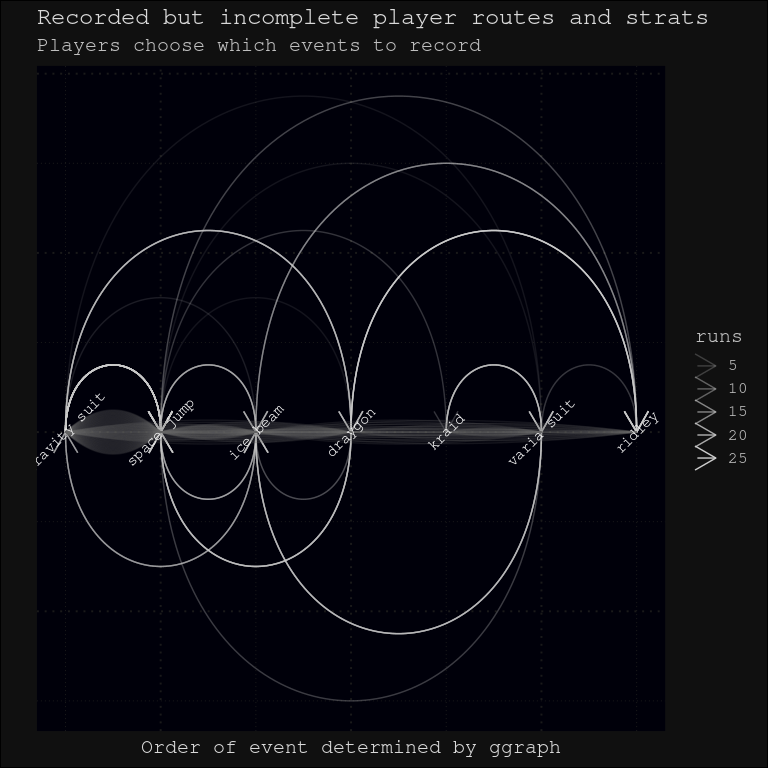 Recorded but incomplete player routes and strats
Players choose which events to record
ravity suit
space jump
ice beam
draygon
kraid
varia suit
ridley
runs
5
10
15
20
25
Order of event determined by ggraph